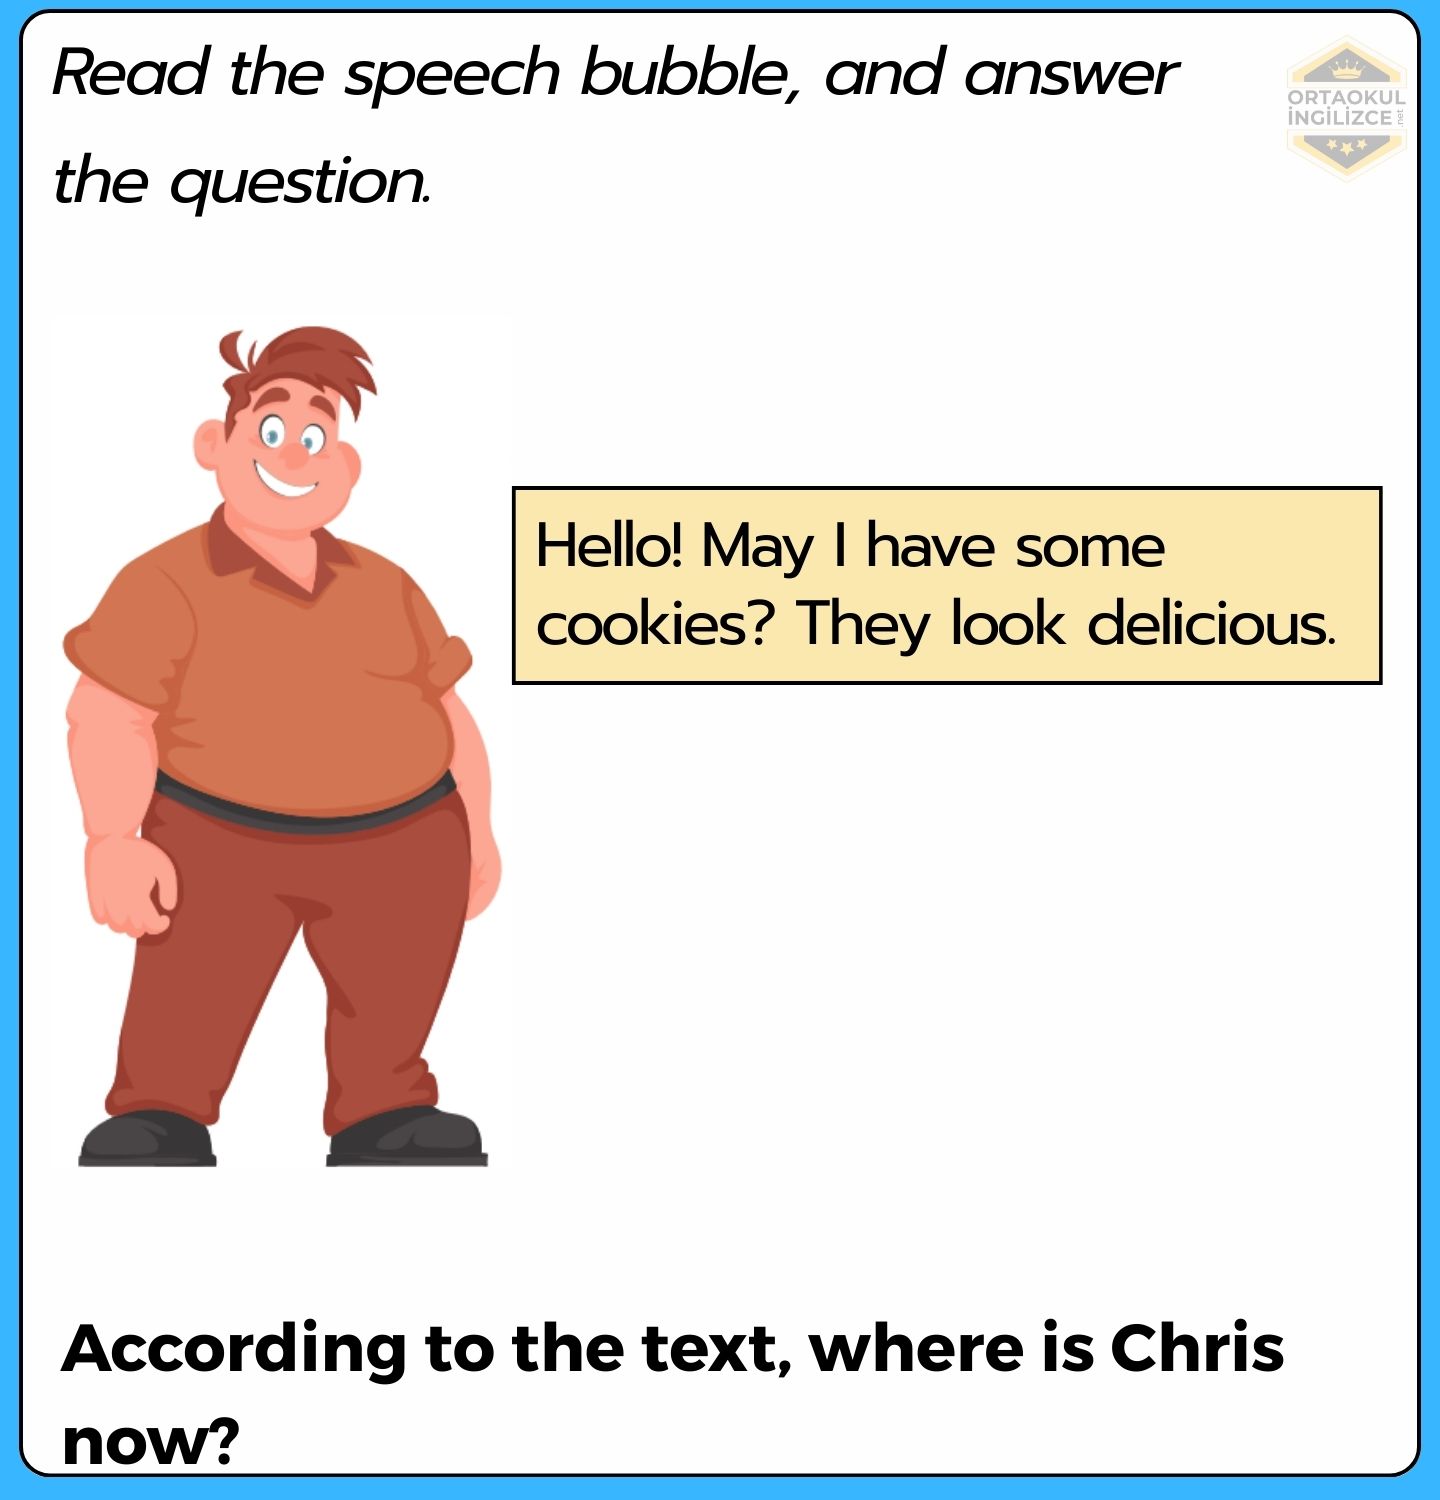 Read the speech bubble, and answer
the question.
ORTAOKUL
İNGİLİZCE
.net
Hello! May I have some
cookies? They look delicious.
According to the text, where is Chris
now?